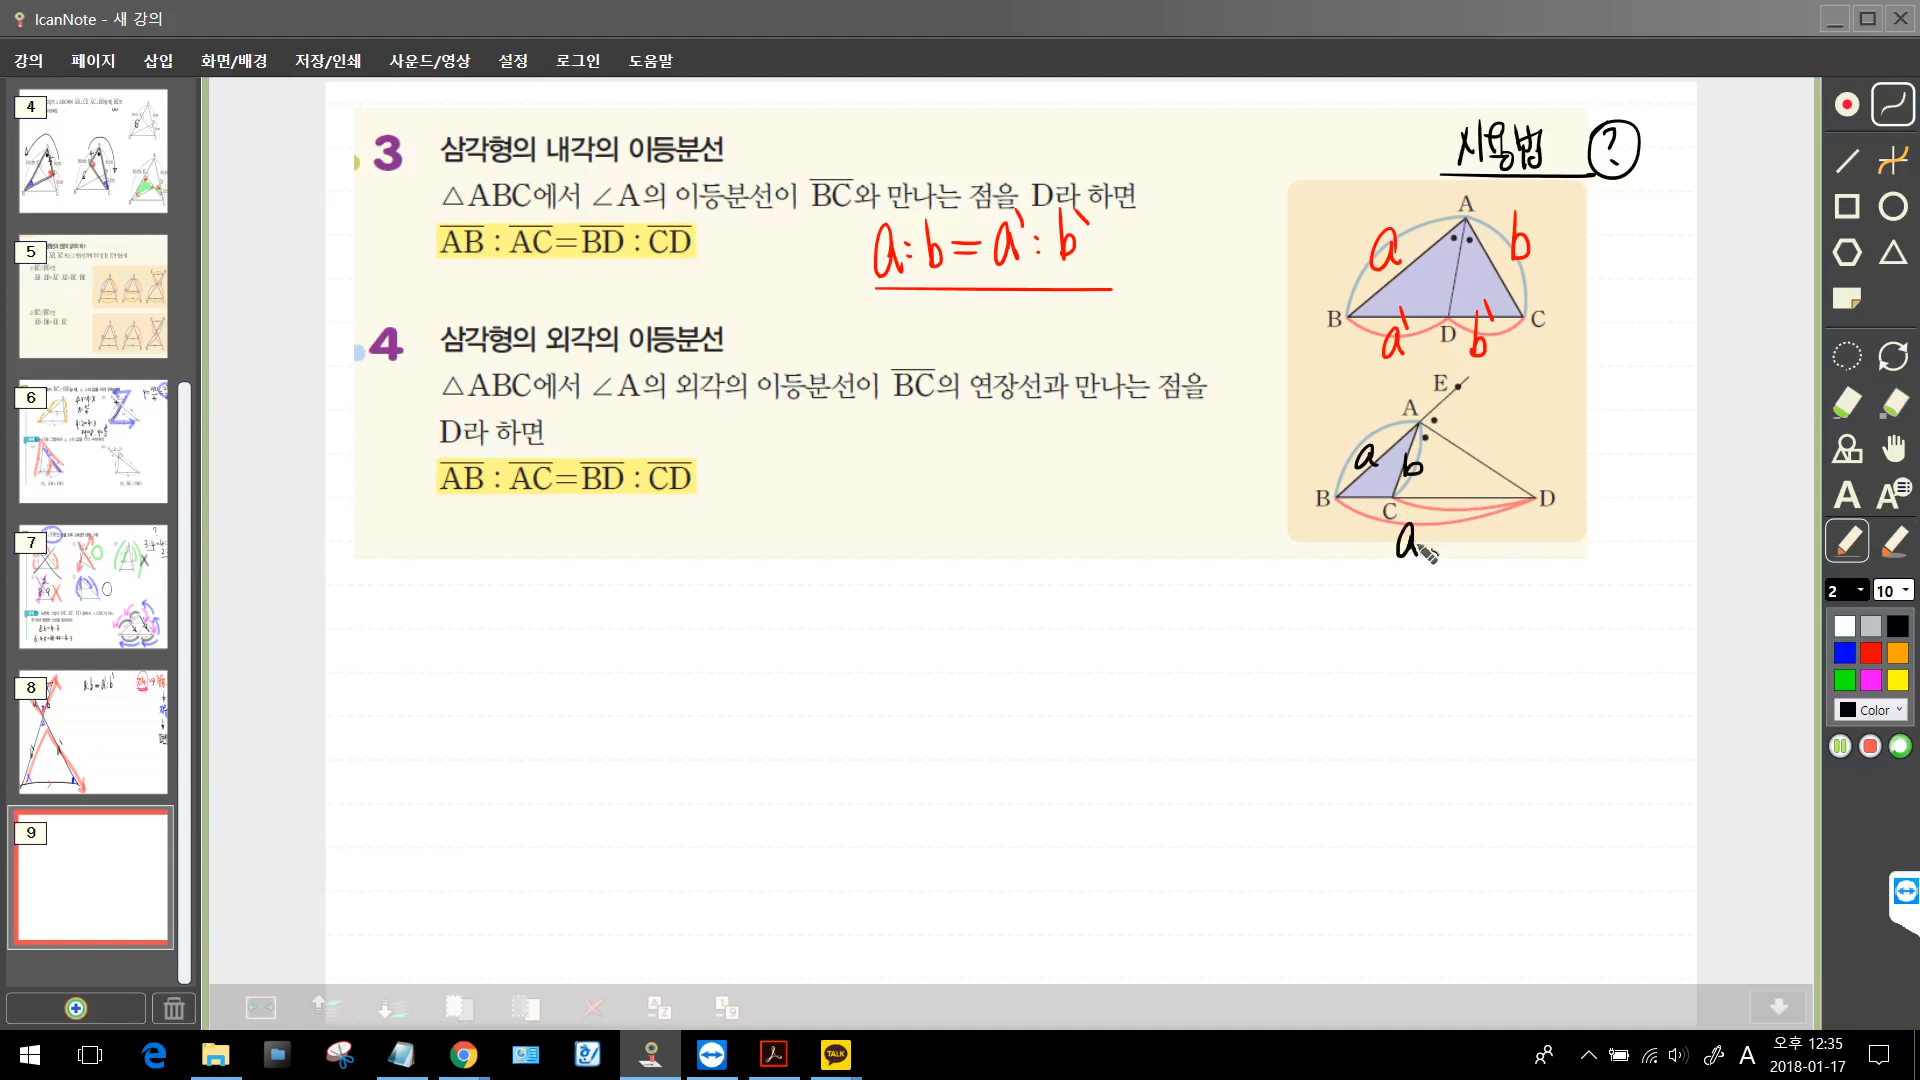 IcanNote - 새 강의
강의 페이지 삽입 화면/배경 저장/인쇄 사운드/영상 설정 로그인 도움말
4
5
6
7
8
a:b=a':b'
9
3 삼각형의 내각의 이등분선
△ABC에서 ∠A의 이등분선이 BC와 만나는 점을 D라 하면
AB : AC=BD : CD
a:b=a':b'
4 삼각형의 외각의 이등분선
△ABC에서 ∠A의 외각의 이등분선이 BC의 연장선과 만나는 점을
D라 하면
AB : AC=BD : CD
?
A
a b
B D C
a' b'
E
A
a b
B C D
a
A A
2 10
Color
TALK
A
오후 12:35
2018-01-17